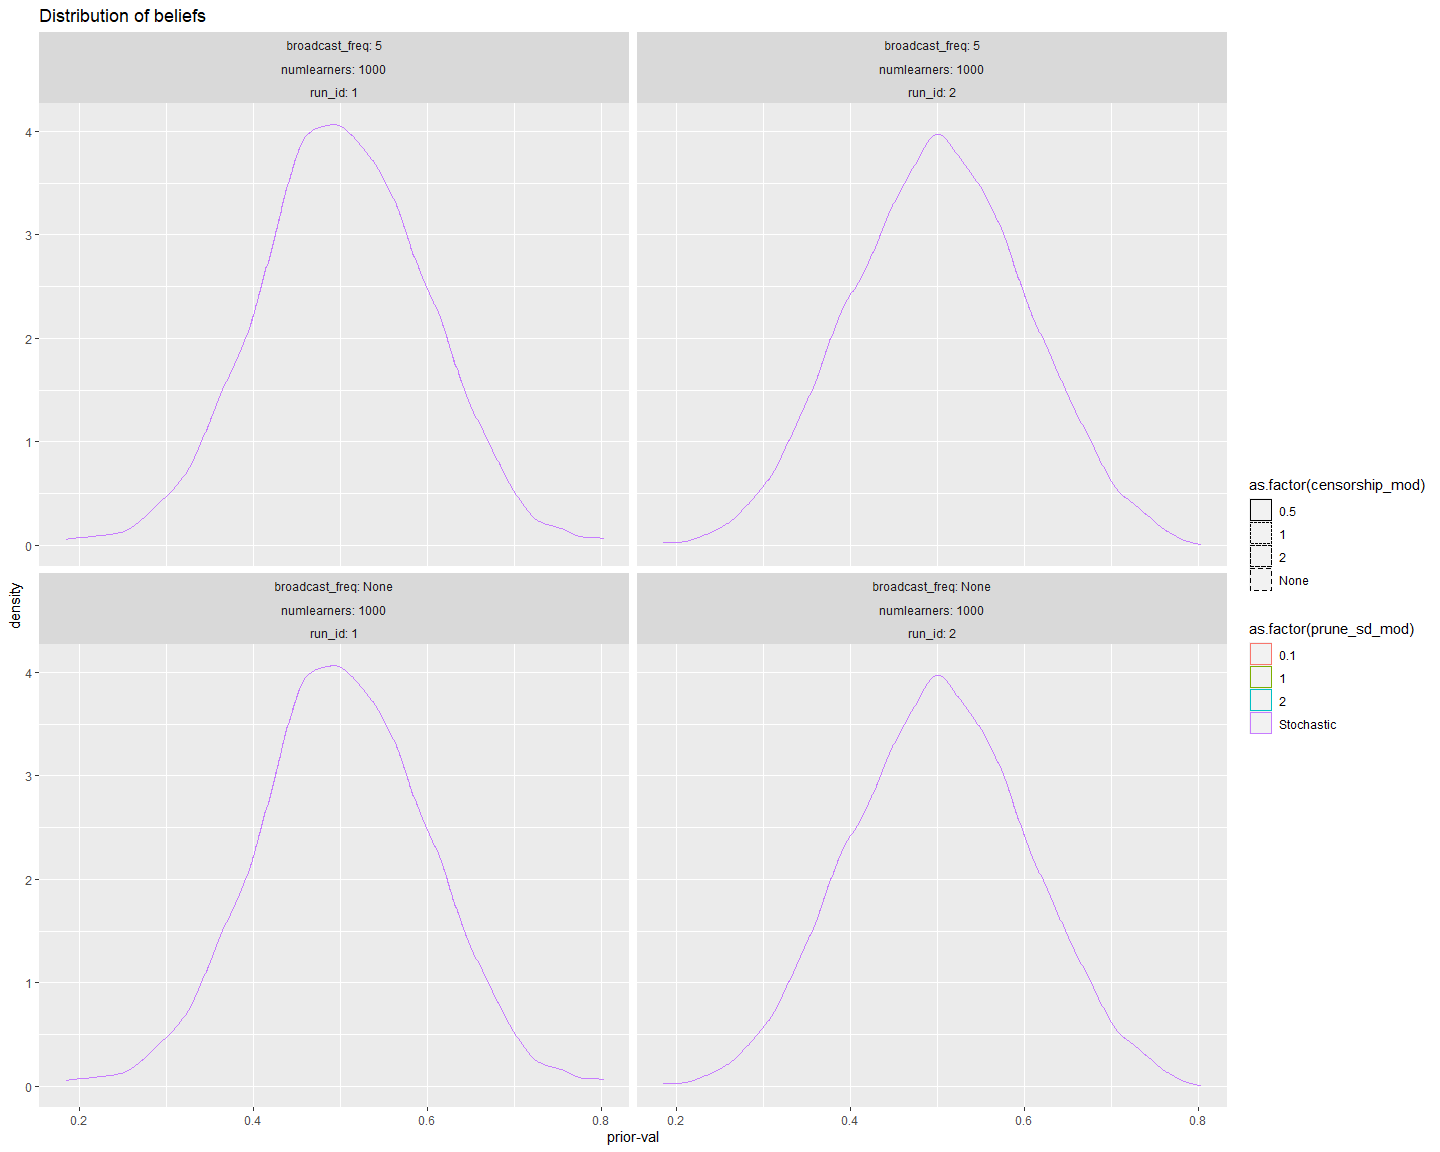 Distribution of beliefs
broadcast_freq: 5
numlearners: 1000
run_id: 1
broadcast_freq: 5
numlearners: 1000
run_id: 2
4
3
2
1
0
broadcast_freq: None
numlearners: 1000
run_id: 1
broadcast_freq: None
numlearners: 1000
run_id: 2
4
3
2
1
0
density
0.2
0.4
0.6
0.8
0.2
0.4
0.6
0.8
prior-val
as.factor(censorship_mod)
0.5
1
2
None
as.factor(prune_sd_mod)
0.1
1
2
Stochastic